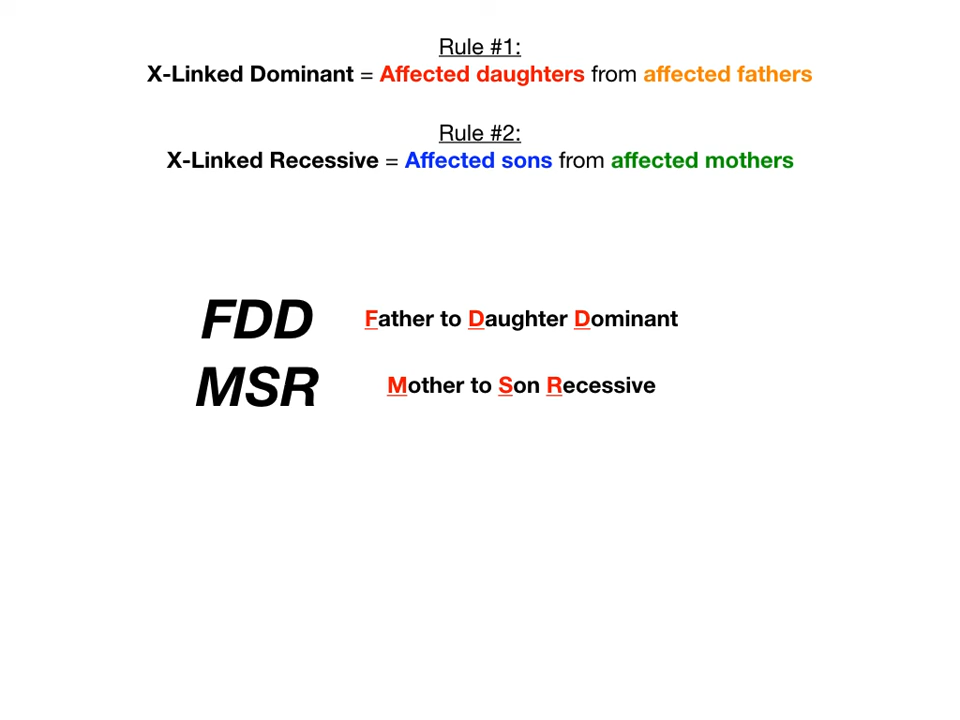 Rule #1:
X-Linked Dominant = Affected daughters from affected fathers
Rule #2:
X-Linked Recessive = Affected sons from affected mothers
FDD Father to Daughter Dominant
MSR Mother to Son Recessive